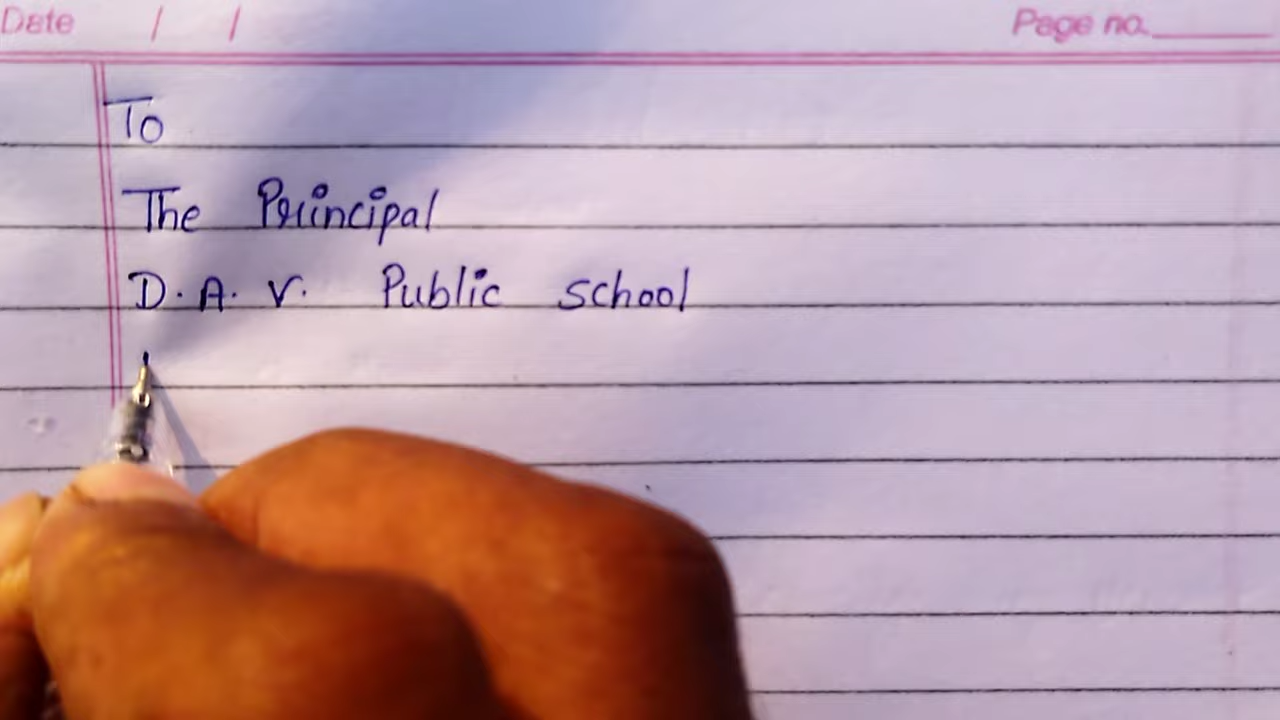 Date / / Page no.
To
The Principal
D. A. V. Public school